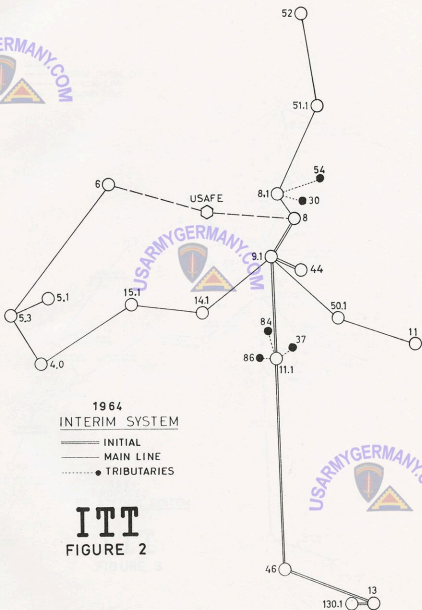 52
51.1
54
8.1
30
6
USAFE
8
9.1
44
5.1
15.1
14.1
50.1
5.3
84
37
11
86
11.1
4.0
1964
INTERIM SYSTEM
INITIAL
MAIN LINE
TRIBUTARIES
ITT
FIGURE 2
46
13
130.1
USARMYGERMANY.COM
USARMYGERMANY.COM
USARMYGERMANY.COM